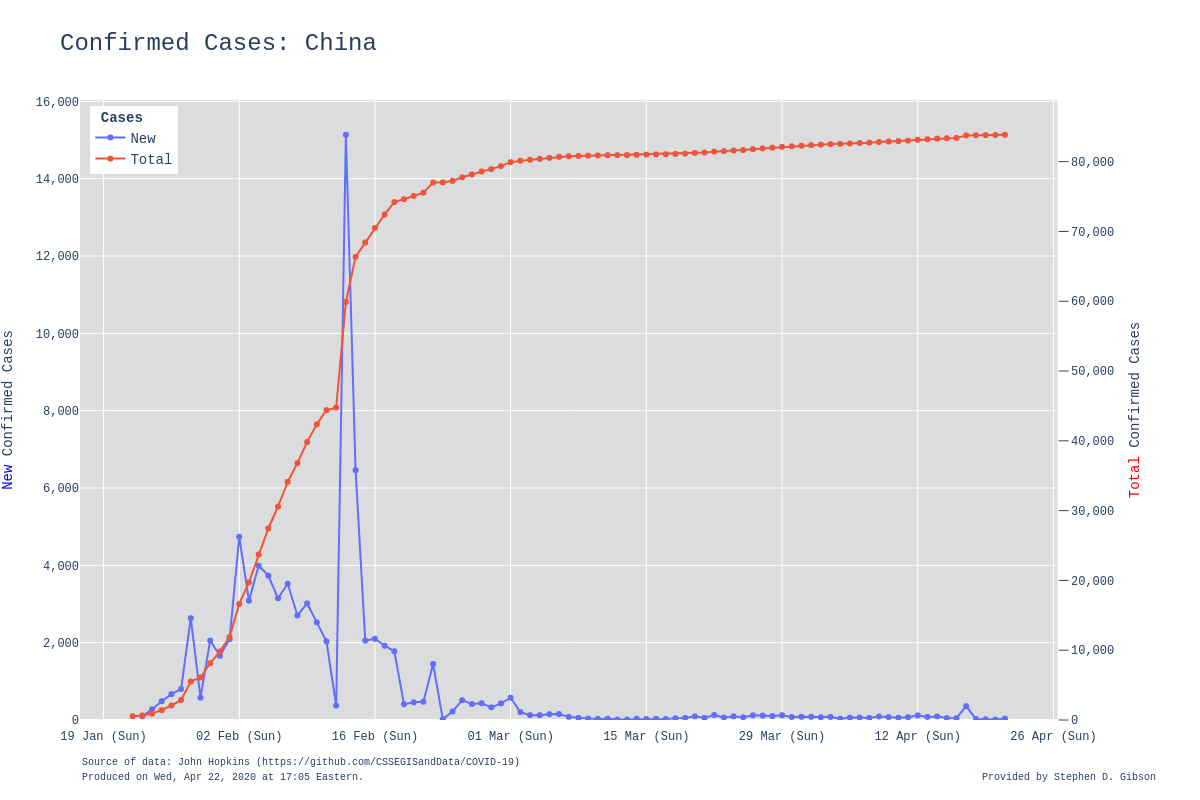 Confirmed Cases: China
Cases
New
Total
16,000
14,000
12,000
10,000
8,000
6,000
4,000
2,000
0
New Confirmed Cases
80,000
70,000
60,000
50,000
40,000
30,000
20,000
10,000
0
Total Confirmed Cases
19 Jan (Sun) 02 Feb (Sun) 16 Feb (Sun) 01 Mar (Sun) 15 Mar (Sun) 29 Mar (Sun) 12 Apr (Sun) 26 Apr (Sun)
Source of data: John Hopkins (https://github.com/CSSEGISandData/COVID-19)
Produced on Wed, Apr 22, 2020 at 17:05 Eastern.
Provided by Stephen D. Gibson